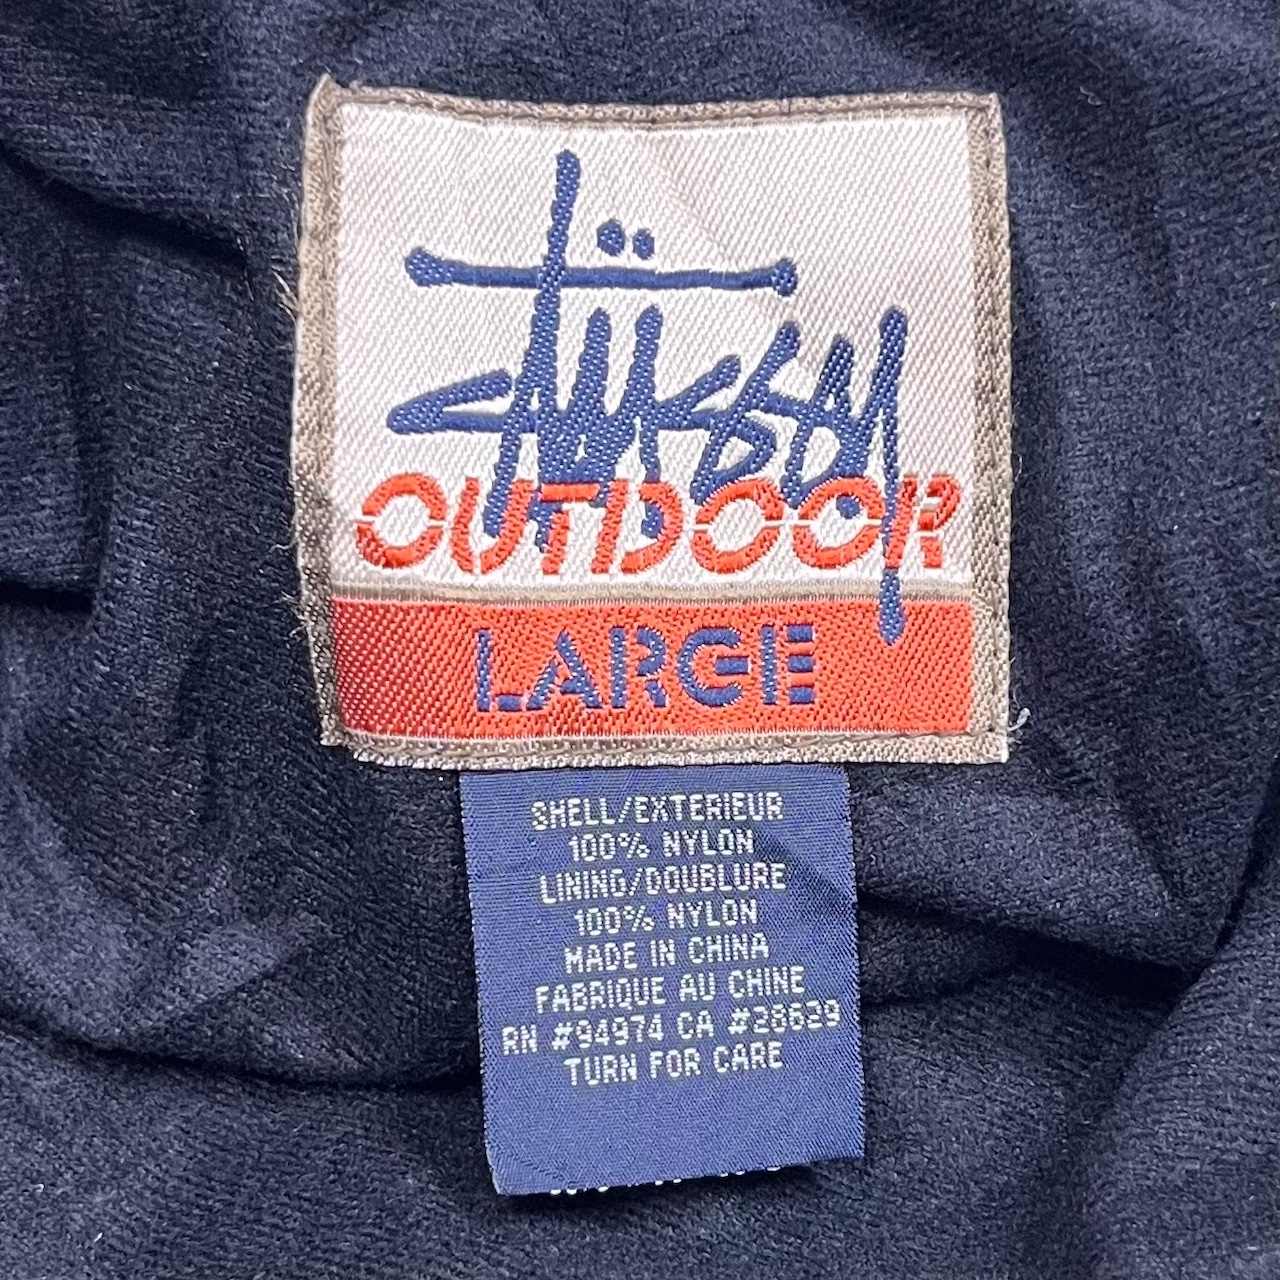 Stüssy
OUTDOOR
LARGE
SHELL/EXTERIEUR
100% NYLON
LINING/DOUBLURE
100% NYLON
MADE IN CHINA
FABRIQUE AU CHINE
RN #94974 CA #28629
TURN FOR CARE